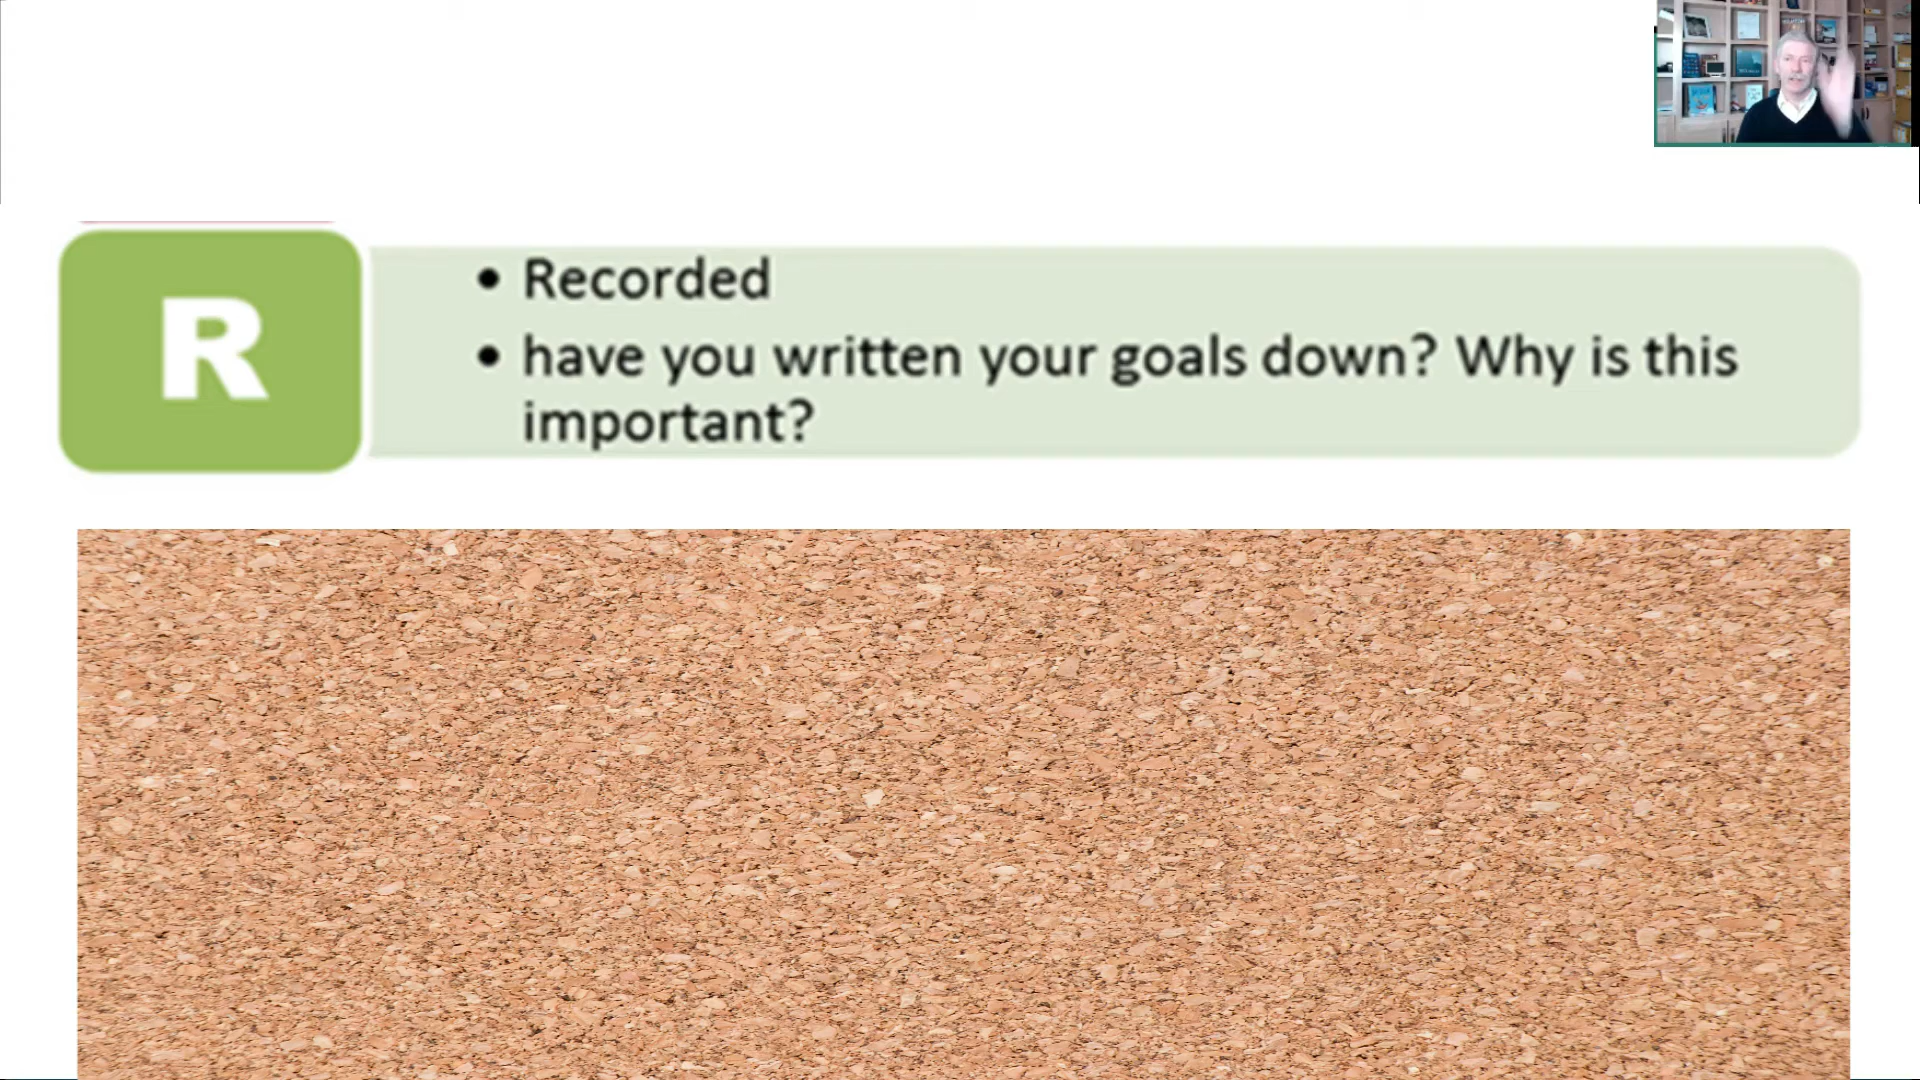 R
• Recorded
• have you written your goals down? Why is this
important?